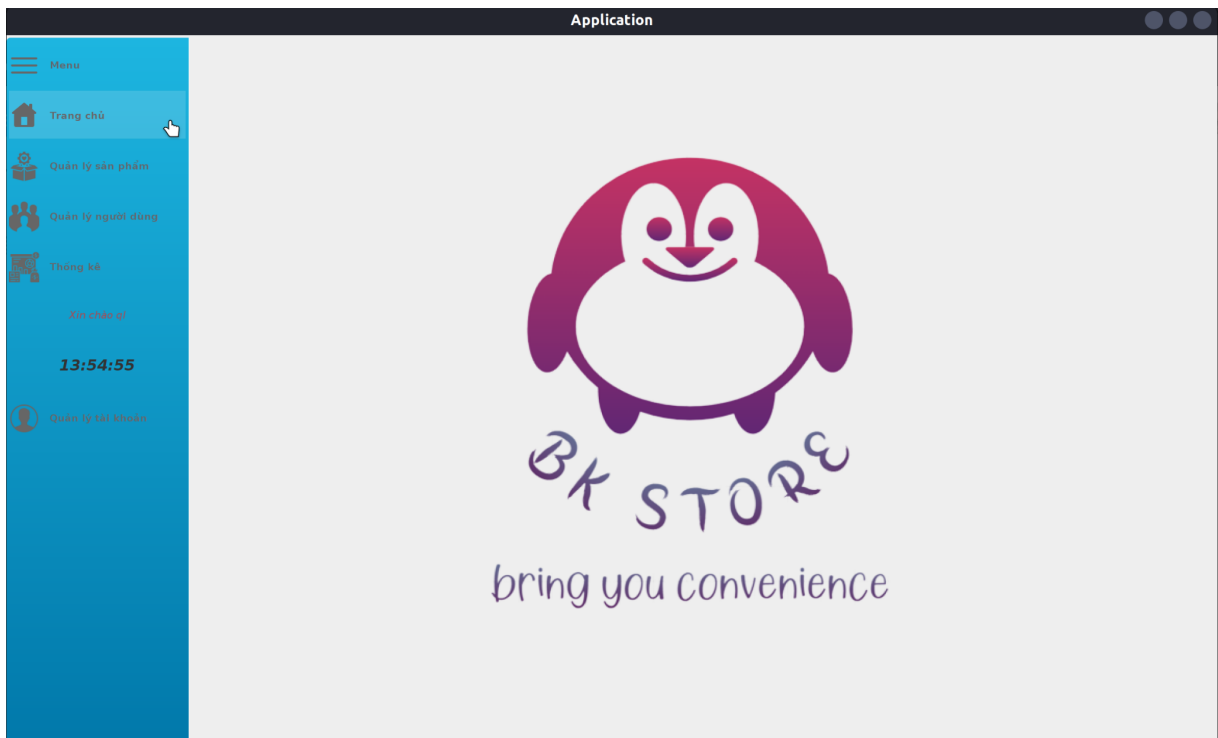 Application
Menu
Trang chủ
Quản lý sản phẩm
Quản lý người dùng
Thống kê
Xin chào gI
13:54:55
Quản lý tài khoản
BK STORE
bring you convenience